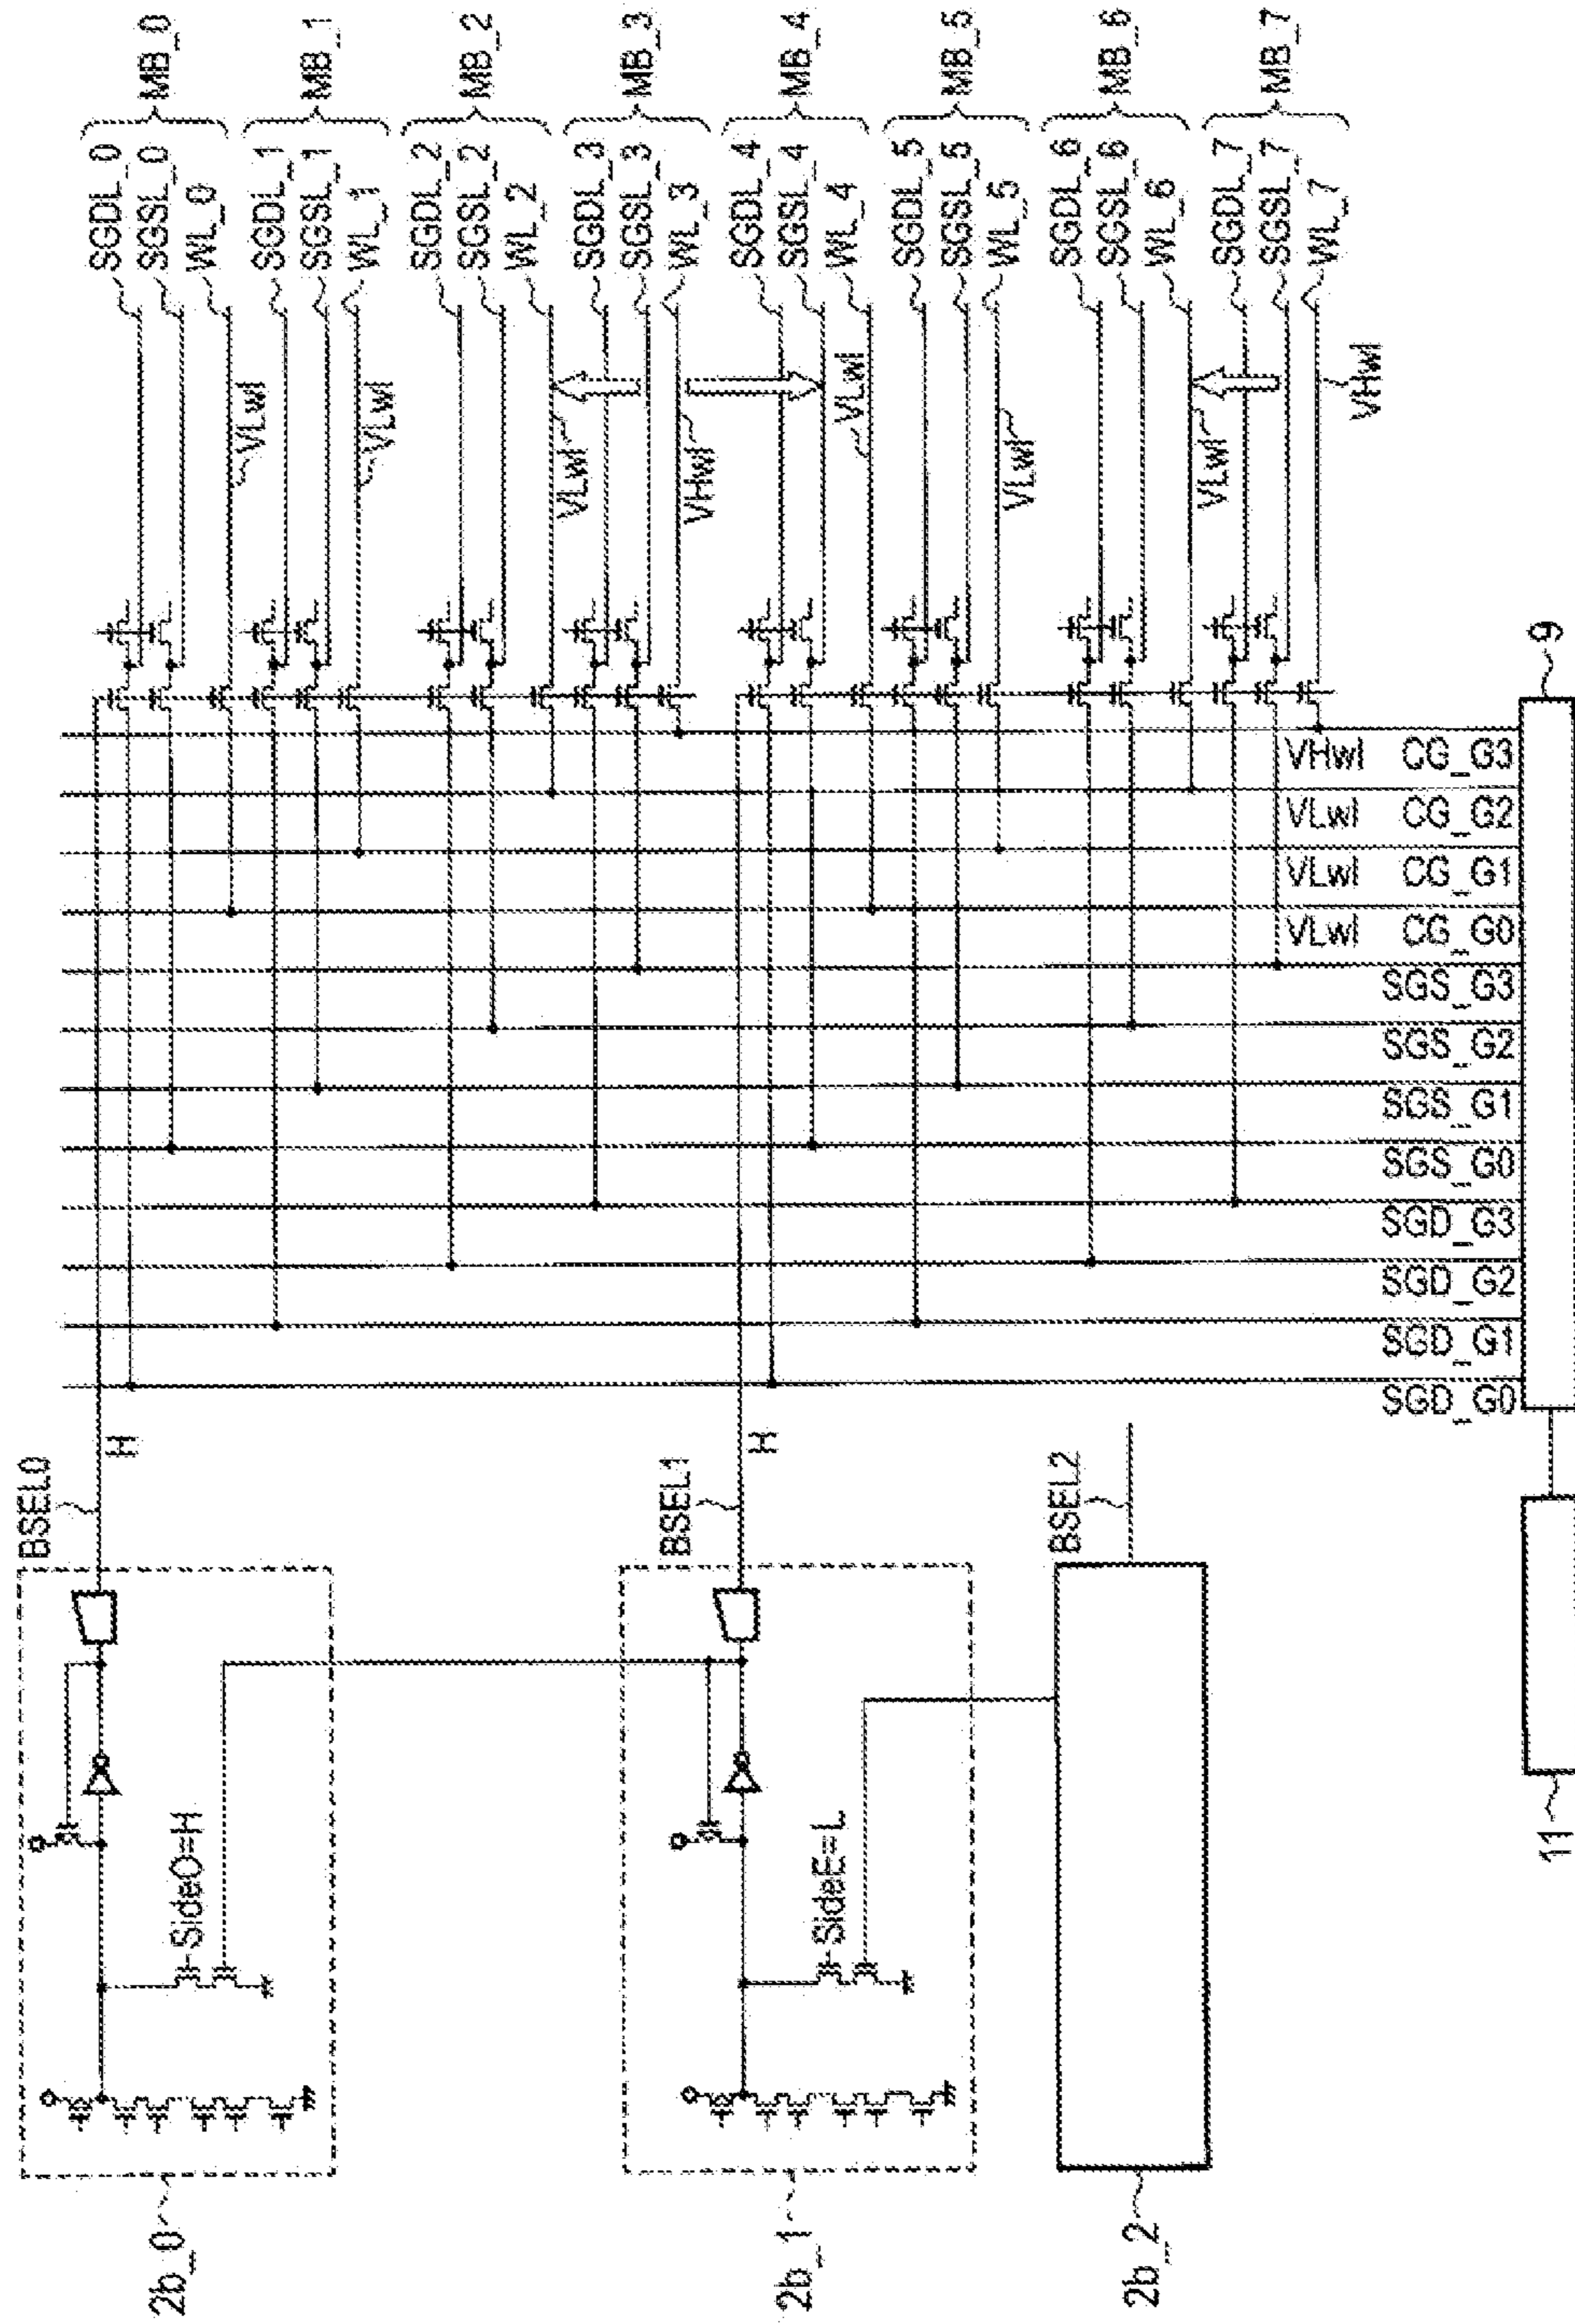 2b_0
BSEL0
H
SideO=H
2b_1
BSEL1
H
SideE=L
2b_2
BSEL2
11
9
SGDL_0
SGSL_0
WL_0
MB_0
SGDL_1
SGSL_1
WL_1
MB_1
SGDL_2
SGSL_2
WL_2
MB_2
SGDL_3
SGSL_3
WL_3
MB_3
SGDL_4
SGSL_4
WL_4
MB_4
SGDL_5
SGSL_5
WL_5
MB_5
SGDL_6
SGSL_6
WL_6
MB_6
SGDL_7
SGSL_7
WL_7
MB_7
VLwl
VLwl
VLwl
VHwl
VLwl
VLwl
VLwl
VHwl
VHwl CG_G3
VLwl CG_G2
VLwl CG_G1
VLwl CG_G0
SGS_G3
SGS_G2
SGS_G1
SGS_G0
SGD_G3
SGD_G2
SGD_G1
SGD_G0